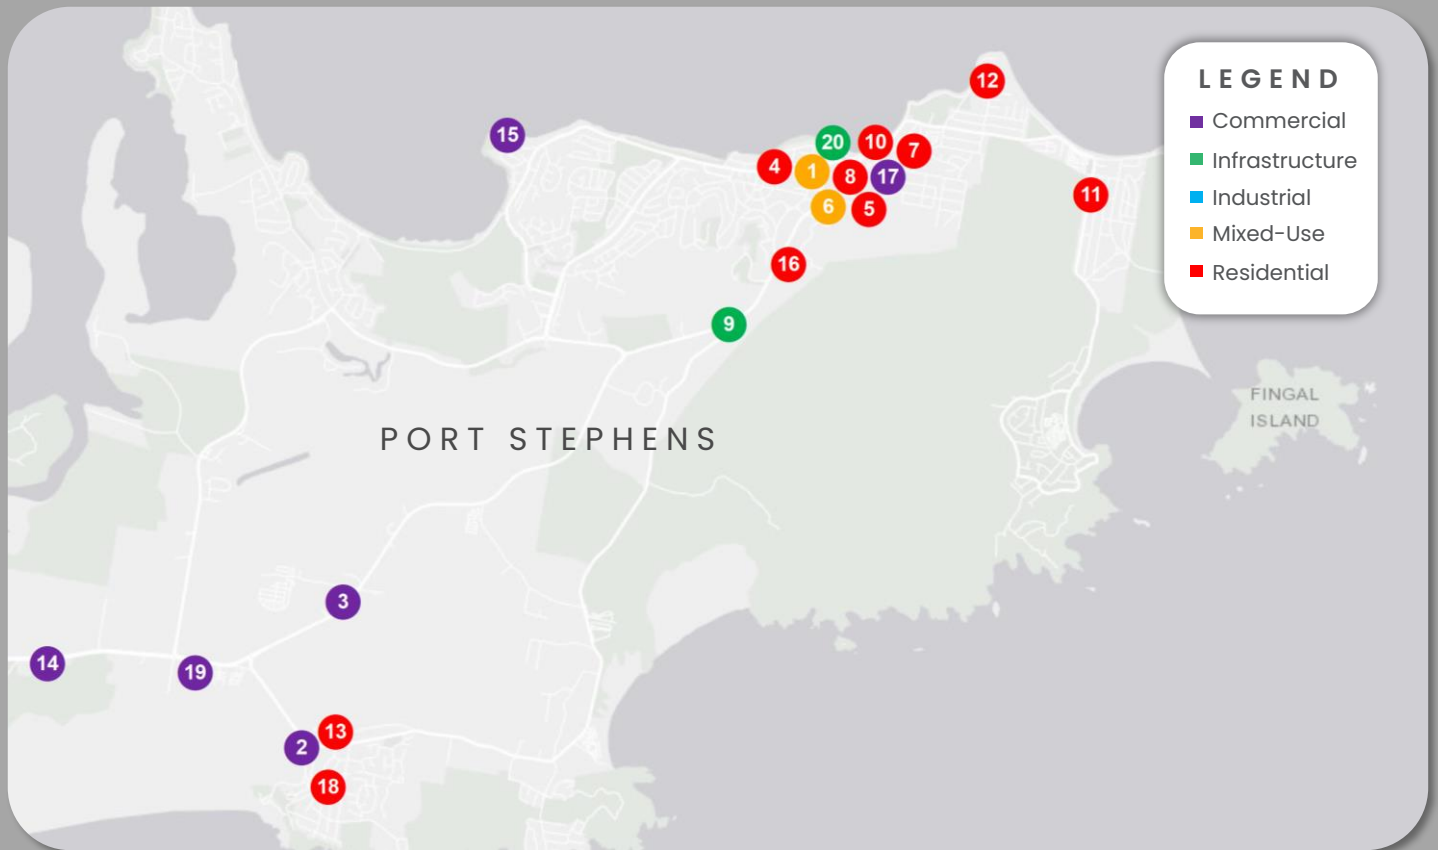 LEGEND
Commercial
Infrastructure
Industrial
Mixed-Use
Residential
12
15
20
10
7
4
1
8
17
11
6
5
16
9
FINGAL
ISLAND
PORT STEPHENS
3
14
19
13
2
18